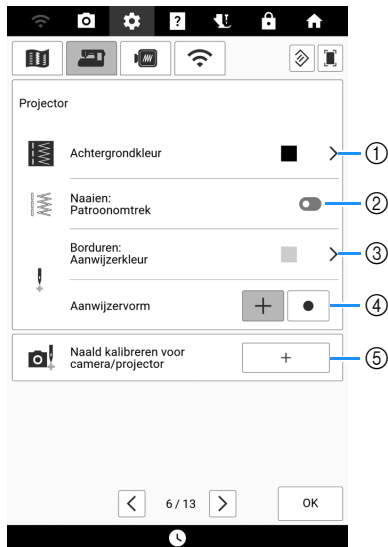 Projector
Achtergrondkleur
①
Naaien:
Patroonomtrek
②
Borduren:
Aanwijzerkleur
③
Aanwijzervorm
④
Naald kalibreren voor
camera/projector
⑤
6 / 13
OK